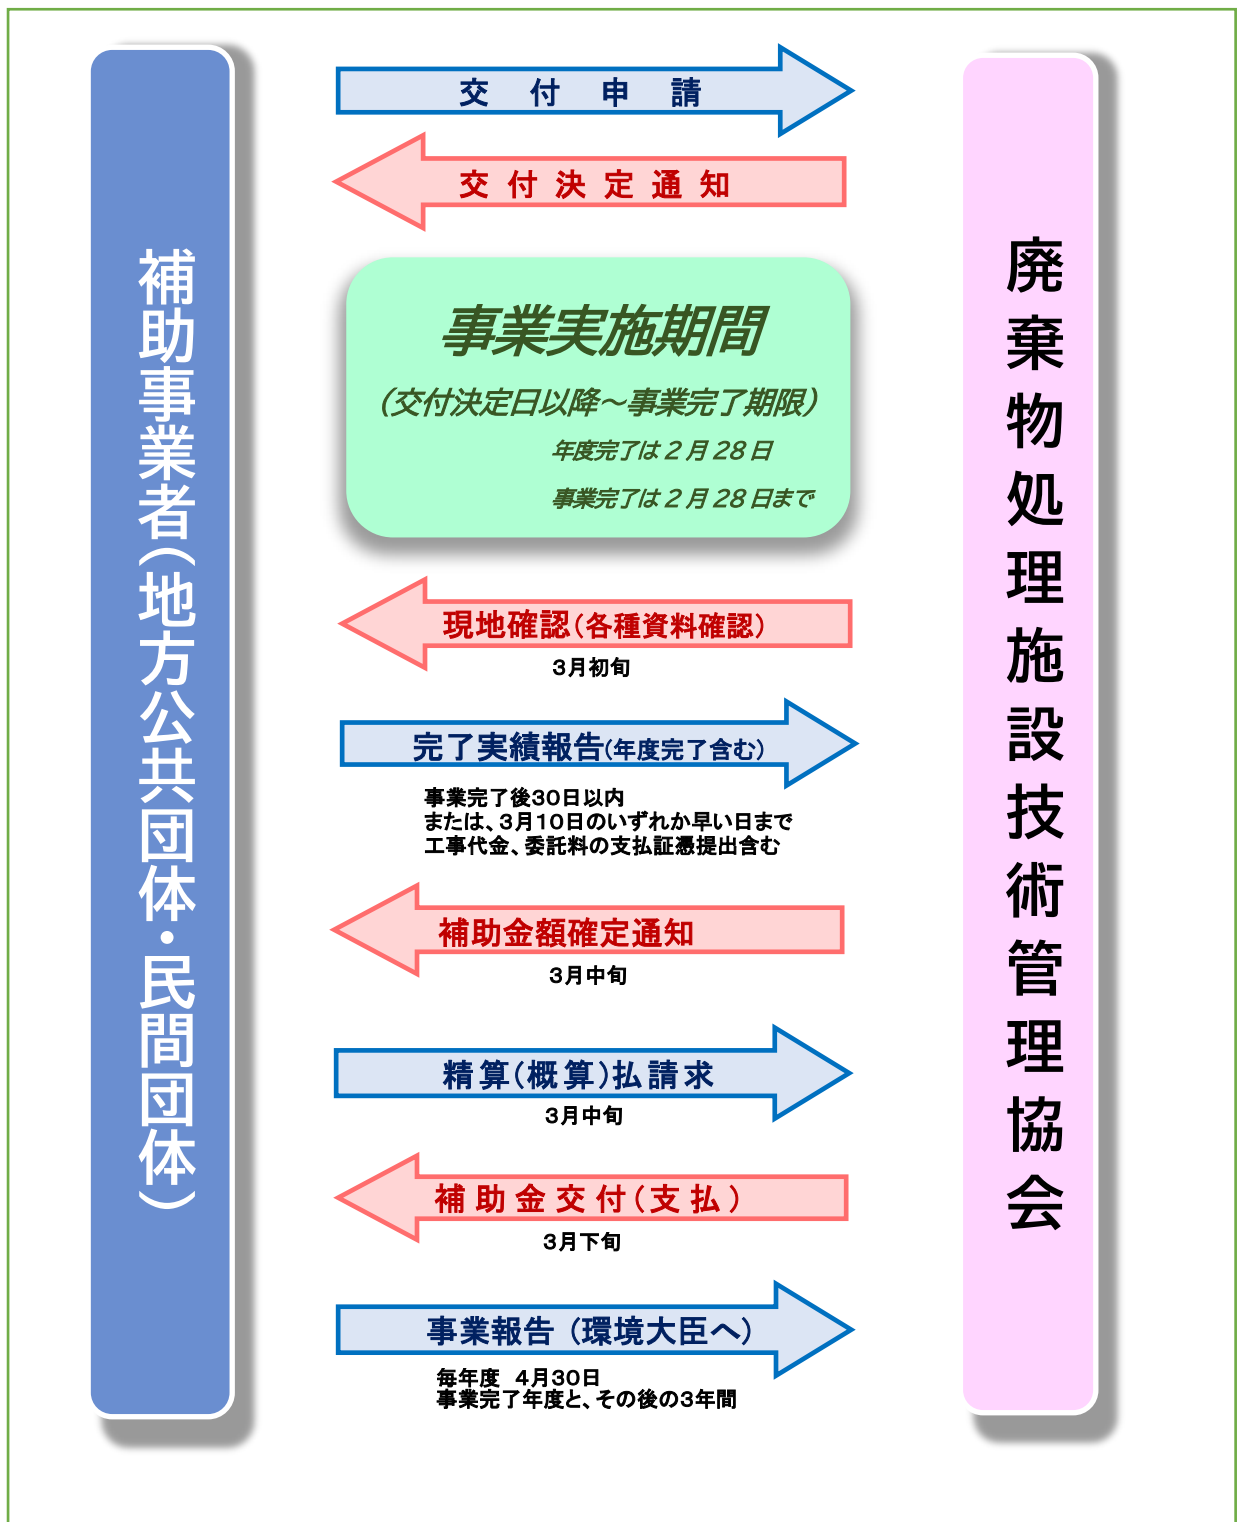 補助事業者(地方公共団体・民間団体)
交付申請
交付決定通知
事業実施期間
(交付決定日以降～事業完了期限)
年度完了は2月28日
事業完了は2月28日まで
現地確認(各種資料確認)
3月初旬
完了実績報告(年度完了含む)
事業完了後30日以内
または、3月10日のいずれか早い日まで
工事代金、委託料の支払証憑提出含む
補助金額確定通知
3月中旬
精算(概算)払請求
3月中旬
補助金交付(支払)
3月下旬
事業報告(環境大臣へ)
毎年度 4月30日
事業完了年度と、その後の3年間
廃棄物処理施設技術管理協会